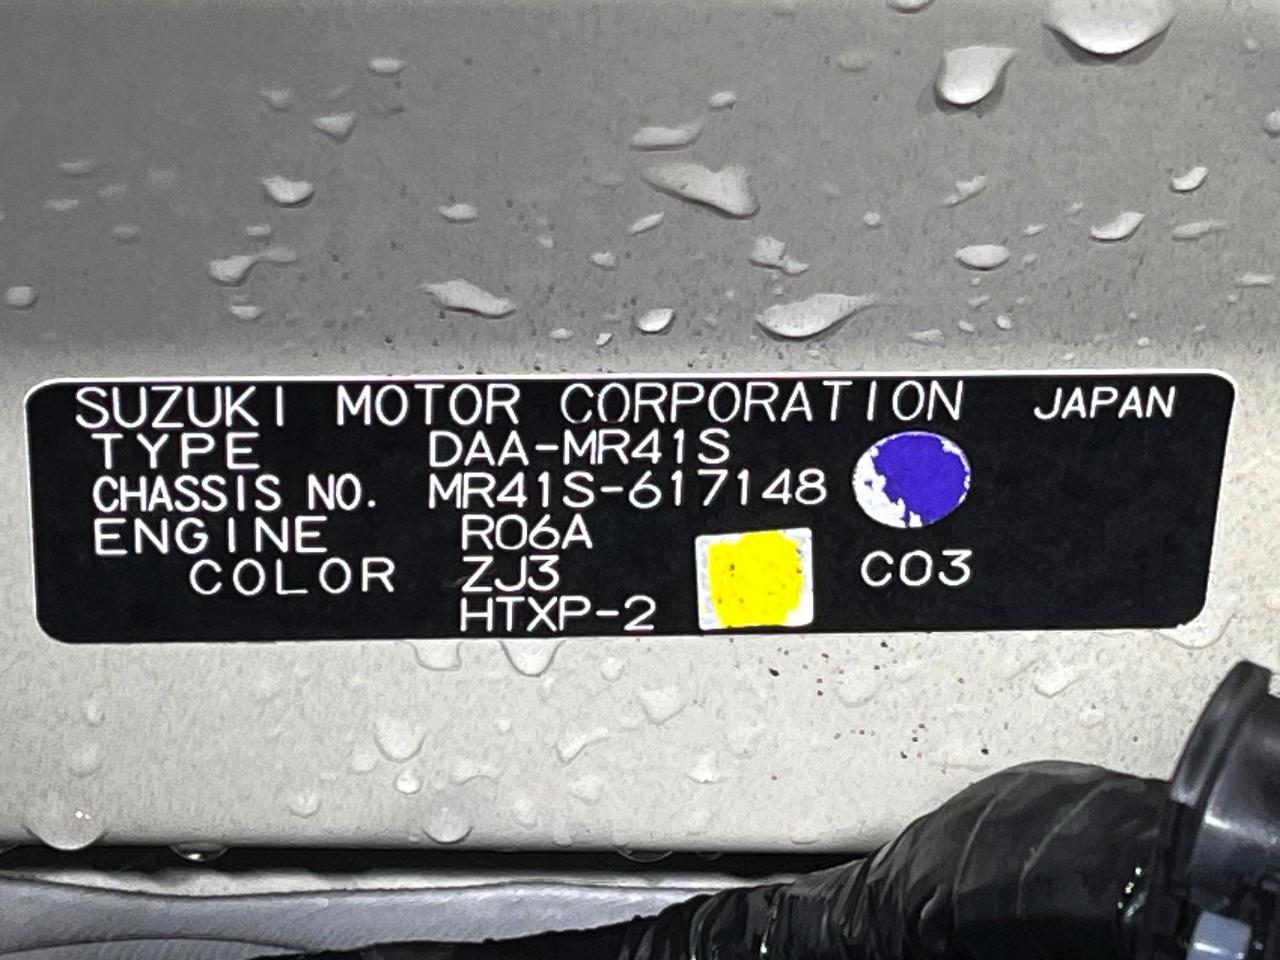 SUZUKI MOTOR CORPORATION JAPAN
TYPE DAA-MR41S
CHASSIS NO. MR41S-617148
ENGINE R06A
COLOR ZJ3 C03
HTXP-2